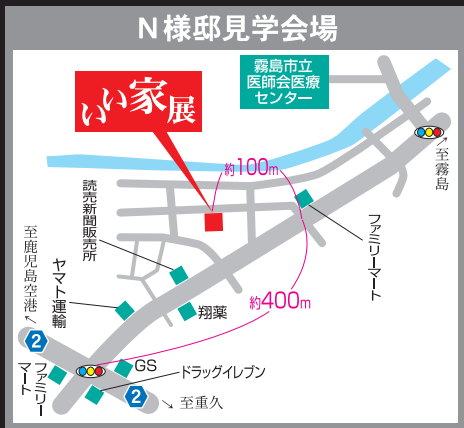 N様邸見学会場
霧島市立
医師会医療
センター
いい家展
至霧島
約100m
読売新聞販売所
ファミリーマート
至鹿児島空港
ヤマト運輸
約400m
翔薬
2
GS
ドラッグイレブン
ファミリー
マート
2
至重久